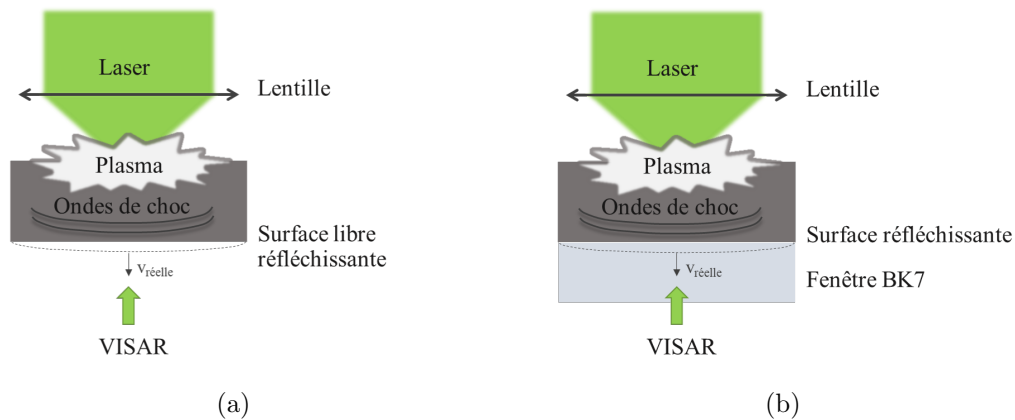 Laser
Lentille
Plasma
Ondes de choc
Surface libre
réfléchissante
Vréelle
VISAR
(a)
Laser
Lentille
Plasma
Ondes de choc
Surface réfléchissante
Vréelle
Fenêtre BK7
VISAR
(b)